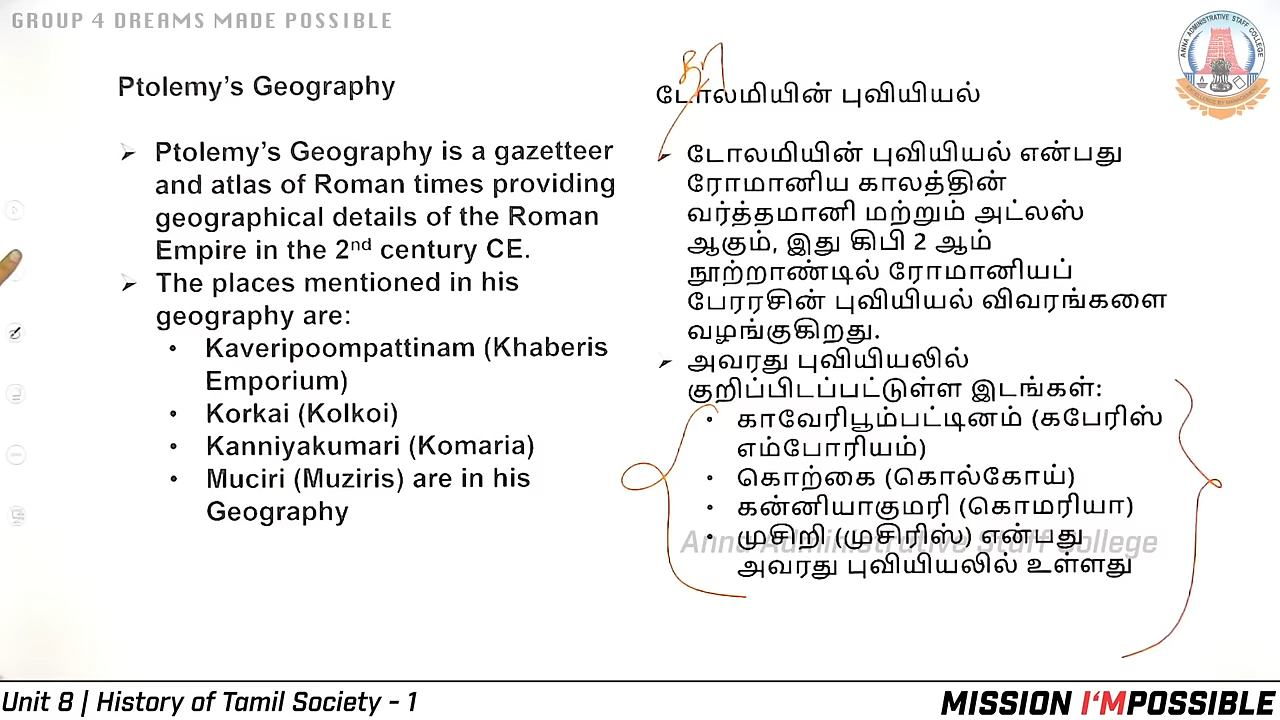 GROUP 4 DREAMS MADE POSSIBLE
ANNA ADMINISTRATIVE STAFF COLLEGE
Ptolemy's Geography
➢ Ptolemy's Geography is a gazetteer
and atlas of Roman times providing
geographical details of the Roman
Empire in the 2nd century CE.
➢ The places mentioned in his
geography are:
• Kaveripoompattinam (Khaberis
Emporium)
• Korkai (Kolkoi)
• Kanniyakumari (Komaria)
• Muciri (Muziris) are in his
Geography
டோலமியின் புவியியல்
➢ டோலமியின் புவியியல் என்பது
ரோமானிய காலத்தின்
வர்த்தமானி மற்றும் அட்லஸ்
ஆகும், இது கிபி 2 ஆம்
நூற்றாண்டில் ரோமானியப்
பேரரசின் புவியியல் விவரங்களை
வழங்குகிறது.
➢ அவரது புவியியலில்
குறிப்பிடப்பட்டுள்ள இடங்கள்:
• காவேரிபூம்பட்டினம் (கபேரிஸ்
எம்போரியம்)
• கொற்கை (கொல்கோய்)
• கன்னியாகுமரி (கொமரியா)
• முசிறி (முசிரிஸ்) என்பது
அவரது புவியியலில் உள்ளது
Anna Administrative Staff College
Unit 8 | History of Tamil Society - 1
MISSION I'MPOSSIBLE